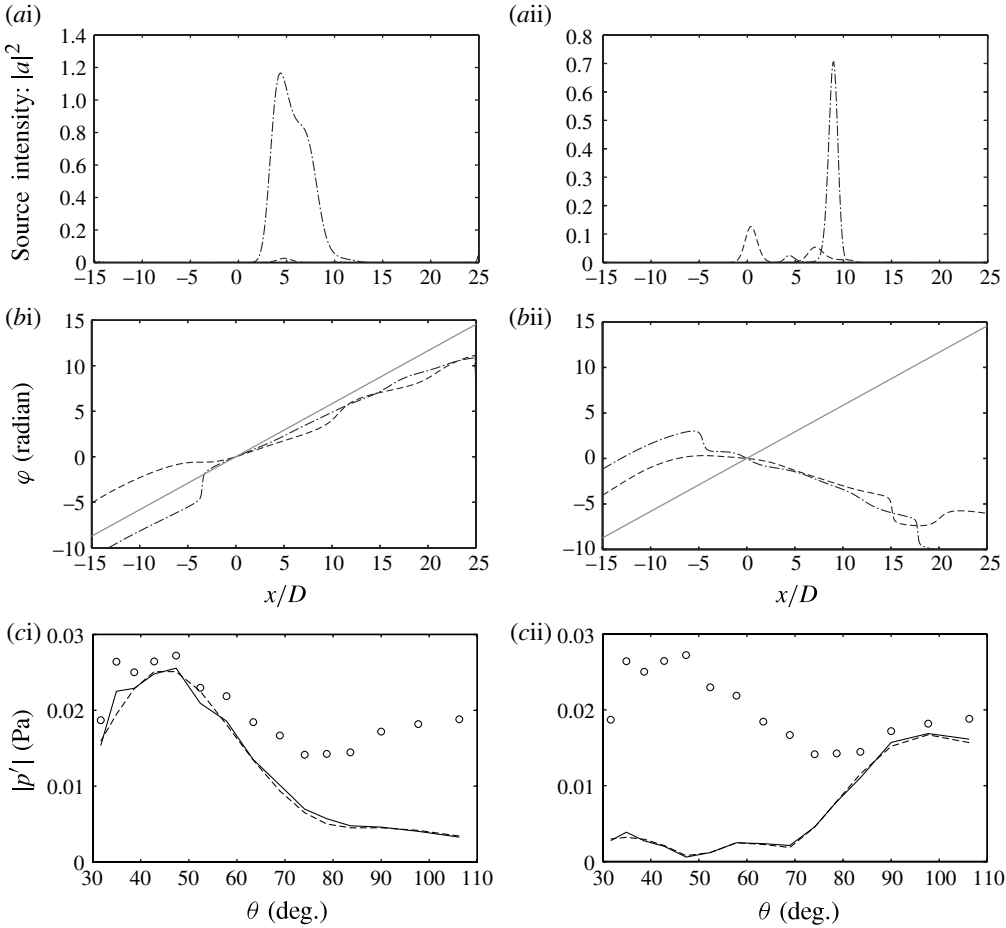 (ai) (aii)
Source intensity: |a|²
1.4
1.2
1.0
0.8
0.6
0.4
0.2
0
−15 −10 −5 0 5 10 15 20 25
0.8
0.7
0.6
0.5
0.4
0.3
0.2
0.1
0
−15 −10 −5 0 5 10 15 20 25
(bi) (bii)
φ (radian)
15
10
5
0
−5
−10
−15 −10 −5 0 5 10 15 20 25
x/D
15
10
5
0
−5
−10
−15 −10 −5 0 5 10 15 20 25
x/D
(ci) (cii)
|p′| (Pa)
0.03
0.02
0.01
0
30 40 50 60 70 80 90 100 110
θ (deg.)
0.03
0.02
0.01
0
30 40 50 60 70 80 90 100 110
θ (deg.)